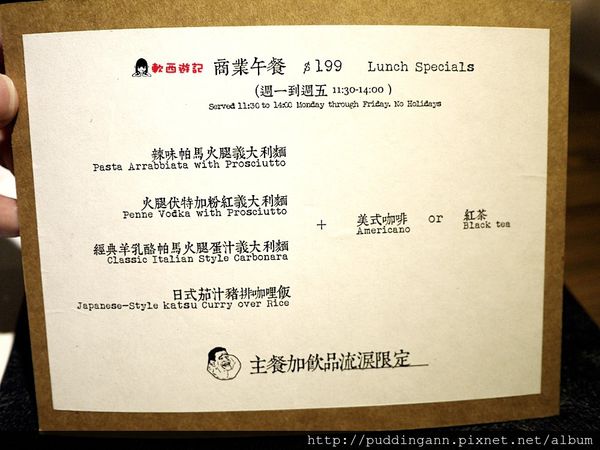 軟西遊記 商業午餐 $199 Lunch Specials
(週一到週五 11:30-14:00 )
Served 11:30 to 14:00 Monday through Friday. No Holidays
辣味帕馬火腿義大利麵
Pasta Arrabbiata with Prosciutto
火腿伏特加粉紅義大利麵
Penne Vodka with Prosciutto
+ 美式咖啡 or 紅茶
Americano Black tea
經典羊乳酪帕馬火腿蛋汁義大利麵
Classic Italian Style Carbonara
日式茄汁豬排咖哩飯
Japanese-Style katsu Curry over Rice
主餐加飲品流淚限定
http://puddingann.pixnet.net/album